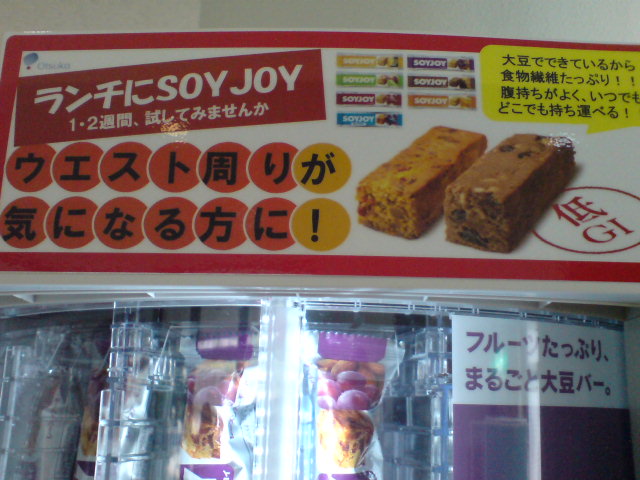 Otsuka
ランチにSOYJOY
1・2週間、試してみませんか
SOYJOY SOYJOY
SOYJOY SOYJOY
SOYJOY SOYJOY
SOYJOY
大豆でできているから
食物繊維たっぷり！！
腹持ちがよく、いつでも
どこでも持ち運べる！
ウエスト周りが
気になる方に！
低
GI
フルーツたっぷり、
まるごと大豆バー。